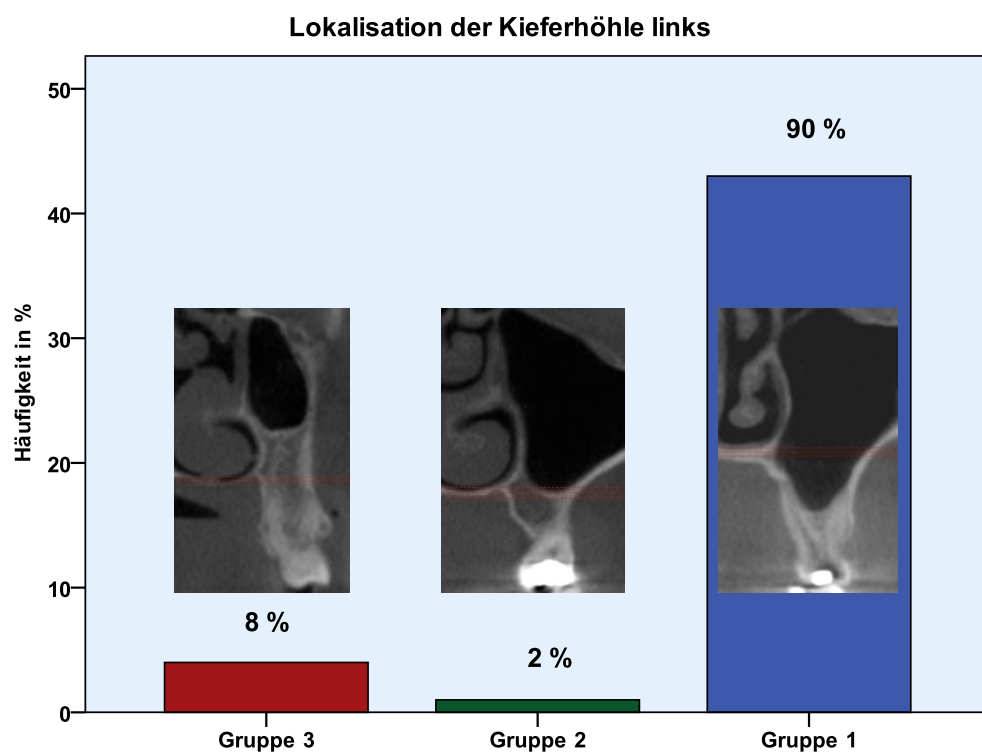 Lokalisation der Kieferhöhle links
Häufigkeit in %
50
40
30
20
10
0
90 %
8 %
2 %
Gruppe 3
Gruppe 2
Gruppe 1